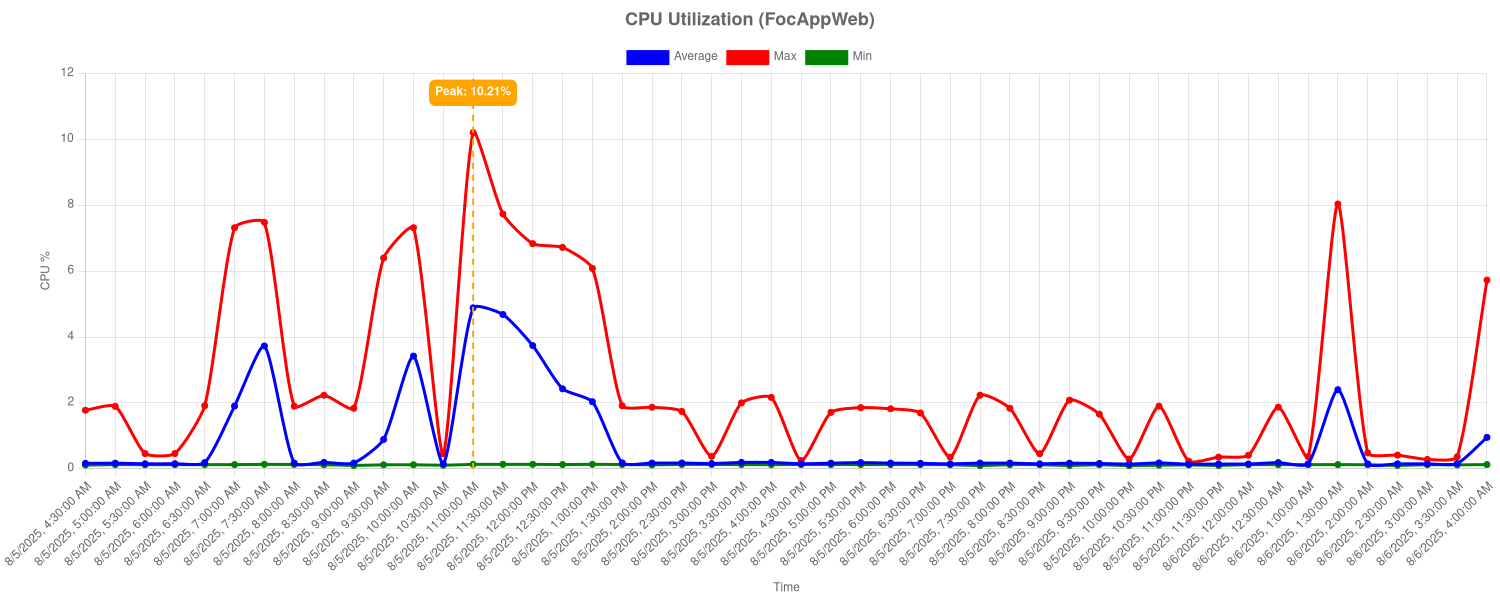 CPU Utilization (FocAppWeb)
Average Max Min
Peak: 10.21%
12
10
8
6
4
2
0
CPU %
8/5/2025, 4:30:00 AM
8/5/2025, 5:00:00 AM
8/5/2025, 5:30:00 AM
8/5/2025, 6:00:00 AM
8/5/2025, 6:30:00 AM
8/5/2025, 7:00:00 AM
8/5/2025, 7:30:00 AM
8/5/2025, 8:00:00 AM
8/5/2025, 8:30:00 AM
8/5/2025, 9:00:00 AM
8/5/2025, 9:30:00 AM
8/5/2025, 10:00:00 AM
8/5/2025, 10:30:00 AM
8/5/2025, 11:00:00 AM
8/5/2025, 11:30:00 AM
8/5/2025, 12:00:00 PM
8/5/2025, 12:30:00 PM
8/5/2025, 1:00:00 PM
8/5/2025, 1:30:00 PM
8/5/2025, 2:00:00 PM
8/5/2025, 2:30:00 PM
8/5/2025, 3:00:00 PM
8/5/2025, 3:30:00 PM
8/5/2025, 4:00:00 PM
8/5/2025, 4:30:00 PM
8/5/2025, 5:00:00 PM
8/5/2025, 5:30:00 PM
8/5/2025, 6:00:00 PM
8/5/2025, 6:30:00 PM
8/5/2025, 7:00:00 PM
8/5/2025, 7:30:00 PM
8/5/2025, 8:00:00 PM
8/5/2025, 8:30:00 PM
8/5/2025, 9:00:00 PM
8/5/2025, 9:30:00 PM
8/5/2025, 10:00:00 PM
8/5/2025, 10:30:00 PM
8/5/2025, 11:00:00 PM
8/5/2025, 11:30:00 PM
8/6/2025, 12:00:00 AM
8/6/2025, 12:30:00 AM
8/6/2025, 1:00:00 AM
8/6/2025, 1:30:00 AM
8/6/2025, 2:00:00 AM
8/6/2025, 2:30:00 AM
8/6/2025, 3:00:00 AM
8/6/2025, 3:30:00 AM
8/6/2025, 4:00:00 AM
Time